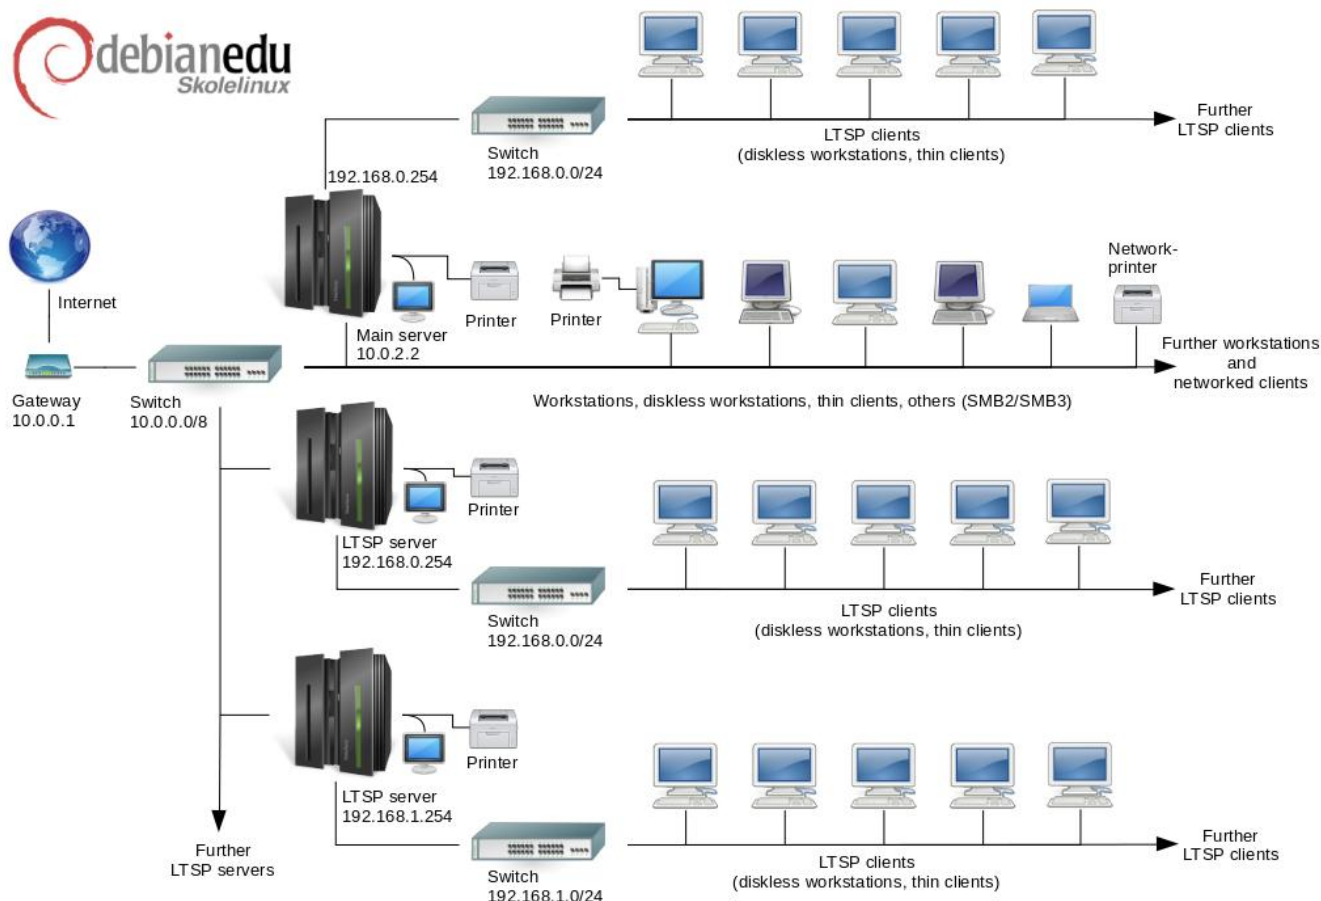 debianedu
Skolelinux
Further
LTSP clients
LTSP clients
(diskless workstations, thin clients)
Switch
192.168.0.0/24
192.168.0.254
Network-
printer
Internet
Printer
Printer
Main server
10.0.2.2
Further workstations
and
networked clients
Gateway
10.0.0.1
Switch
10.0.0.0/8
Workstations, diskless workstations, thin clients, others (SMB2/SMB3)
Printer
LTSP server
192.168.0.254
Further
LTSP clients
LTSP clients
(diskless workstations, thin clients)
Switch
192.168.0.0/24
Printer
LTSP server
192.168.1.254
Further
LTSP servers
Further
LTSP clients
LTSP clients
(diskless workstations, thin clients)
Switch
192.168.1.0/24